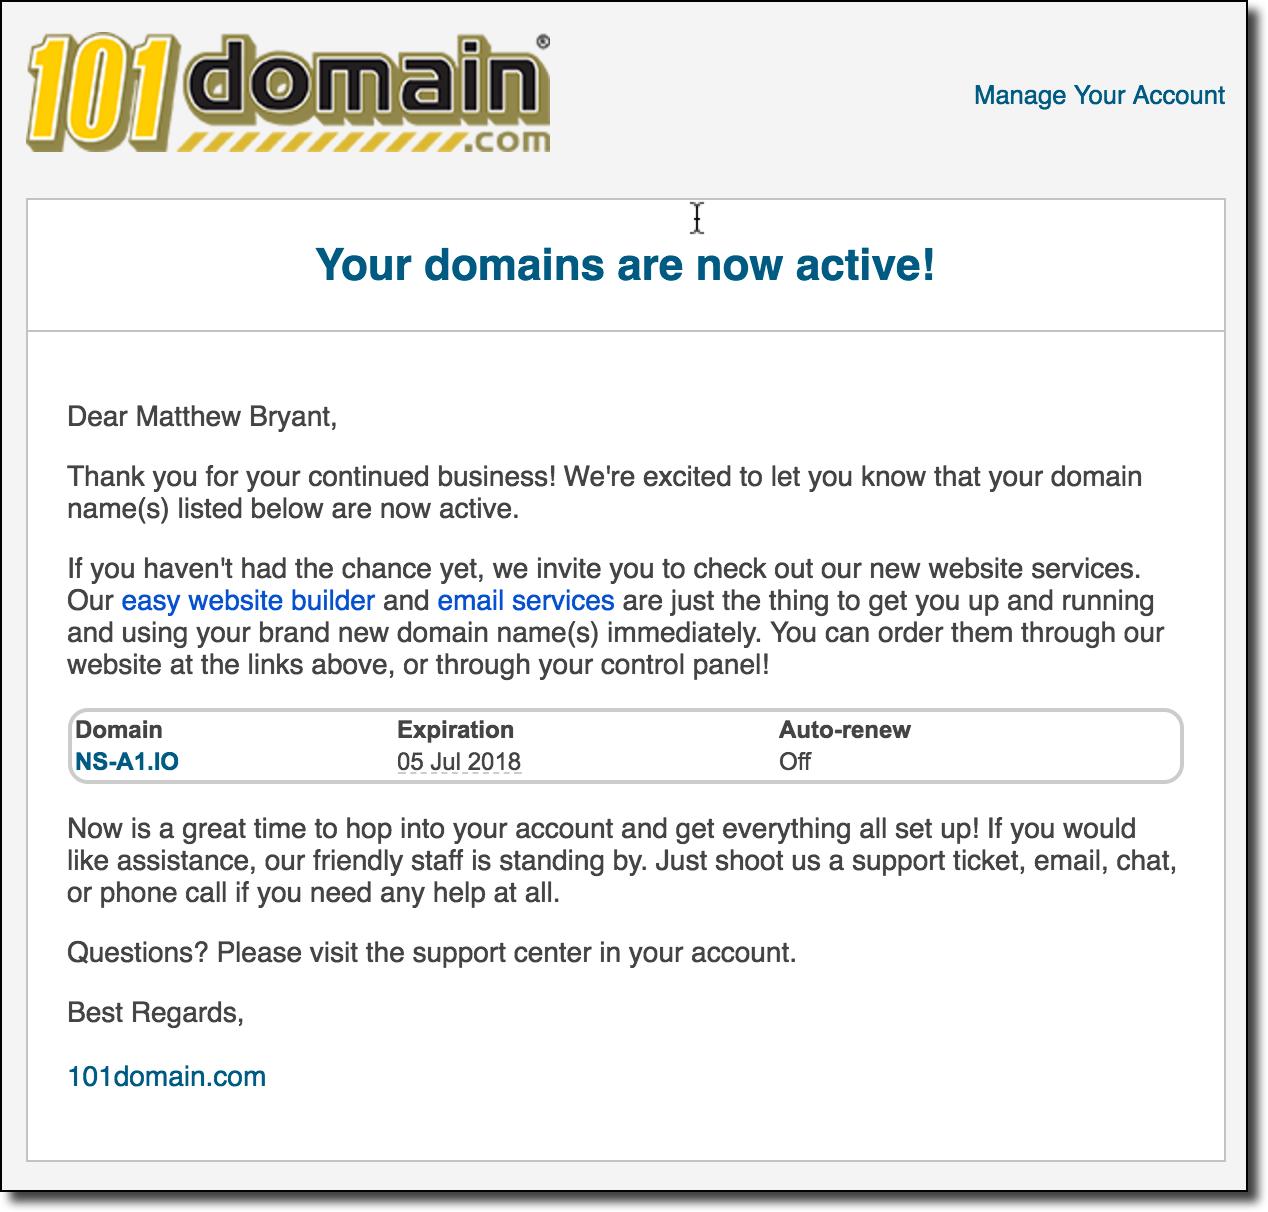 101domain®
.com
Manage Your Account
Your domains are now active!
Dear Matthew Bryant,
Thank you for your continued business! We're excited to let you know that your domain
name(s) listed below are now active.
If you haven't had the chance yet, we invite you to check out our new website services.
Our easy website builder and email services are just the thing to get you up and running
and using your brand new domain name(s) immediately. You can order them through our
website at the links above, or through your control panel!
Domain Expiration Auto-renew
NS-A1.IO 05 Jul 2018 Off
Now is a great time to hop into your account and get everything all set up! If you would
like assistance, our friendly staff is standing by. Just shoot us a support ticket, email, chat,
or phone call if you need any help at all.
Questions? Please visit the support center in your account.
Best Regards,
101domain.com